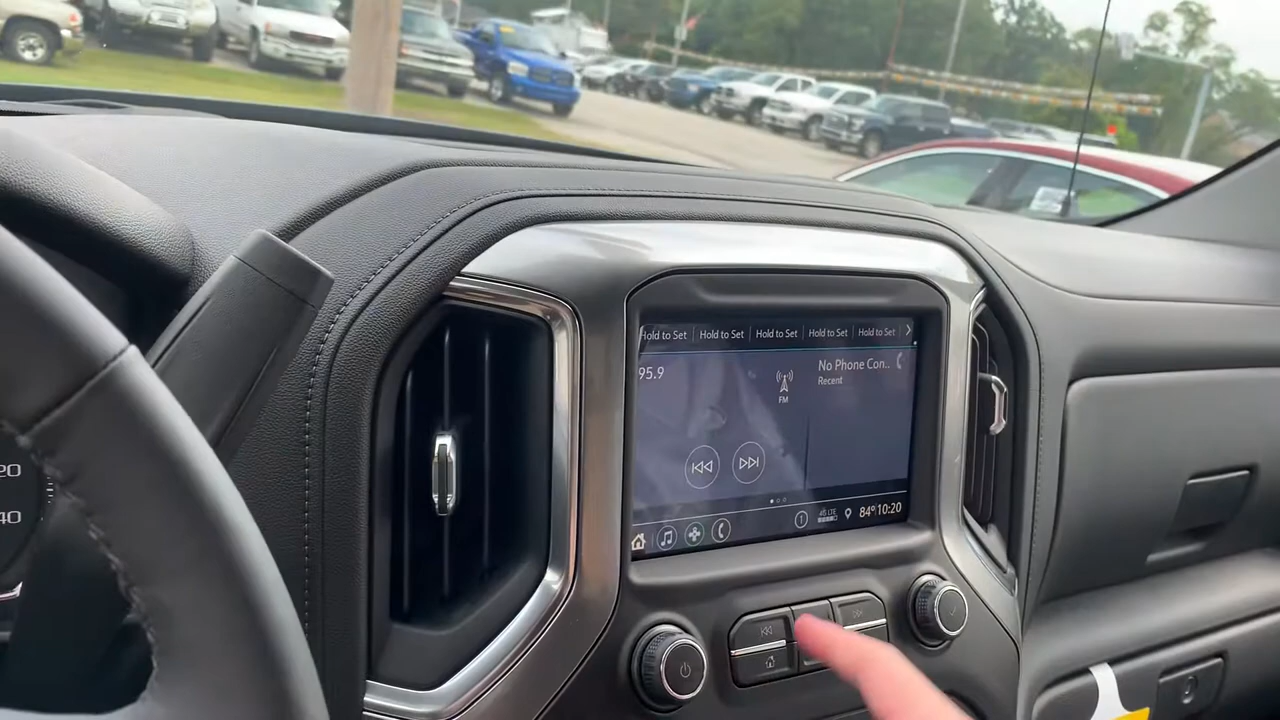 Hold to Set Hold to Set Hold to Set Hold to Set Hold to Set
95.9
FM
No Phone Con..
Recent
4G LTE
84° 10:20
20
40